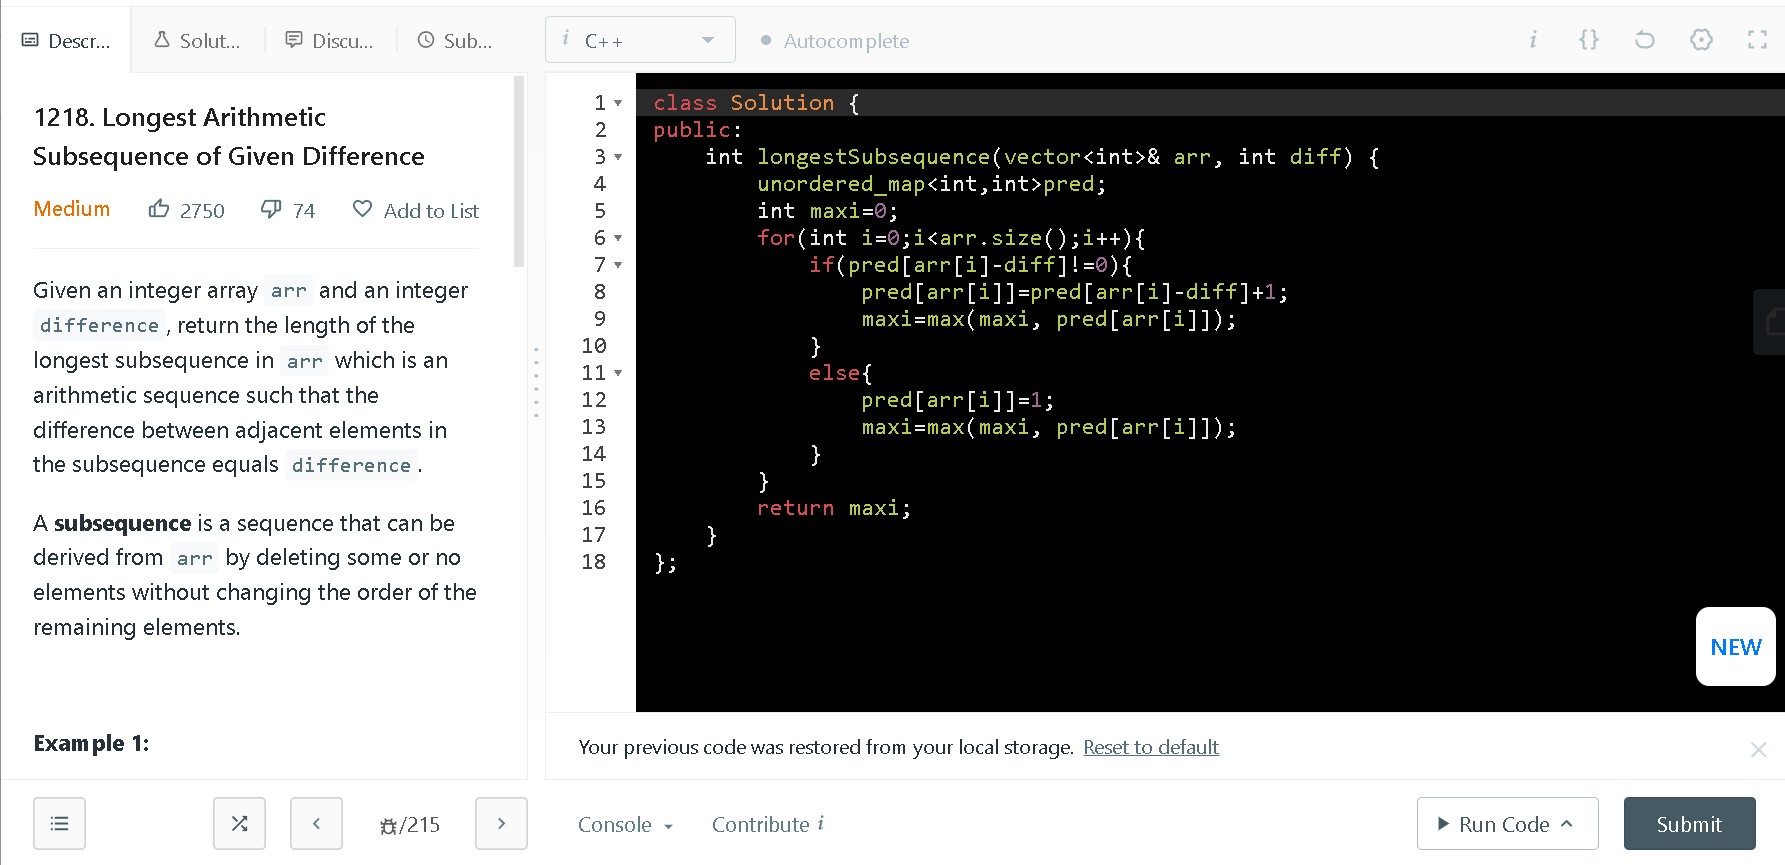 Descr...
Solut...
Discu...
Sub...
i C++
Autocomplete
i {}
1218. Longest Arithmetic
Subsequence of Given Difference
Medium 2750 74 Add to List
Given an integer array arr and an integer
difference , return the length of the
longest subsequence in arr which is an
arithmetic sequence such that the
difference between adjacent elements in
the subsequence equals difference .
A subsequence is a sequence that can be
derived from arr by deleting some or no
elements without changing the order of the
remaining elements.
Example 1:
1 class Solution {
2 public:
3     int longestSubsequence(vector<int>& arr, int diff) {
4         unordered_map<int,int>pred;
5         int maxi=0;
6         for(int i=0;i<arr.size();i++){
7             if(pred[arr[i]-diff]!=0){
8                 pred[arr[i]]=pred[arr[i]-diff]+1;
9                 maxi=max(maxi, pred[arr[i]]);
10             }
11             else{
12                 pred[arr[i]]=1;
13                 maxi=max(maxi, pred[arr[i]]);
14             }
15         }
16         return maxi;
17     }
18 };
NEW
Your previous code was restored from your local storage. Reset to default
/215
Console
Contribute i
Run Code
Submit